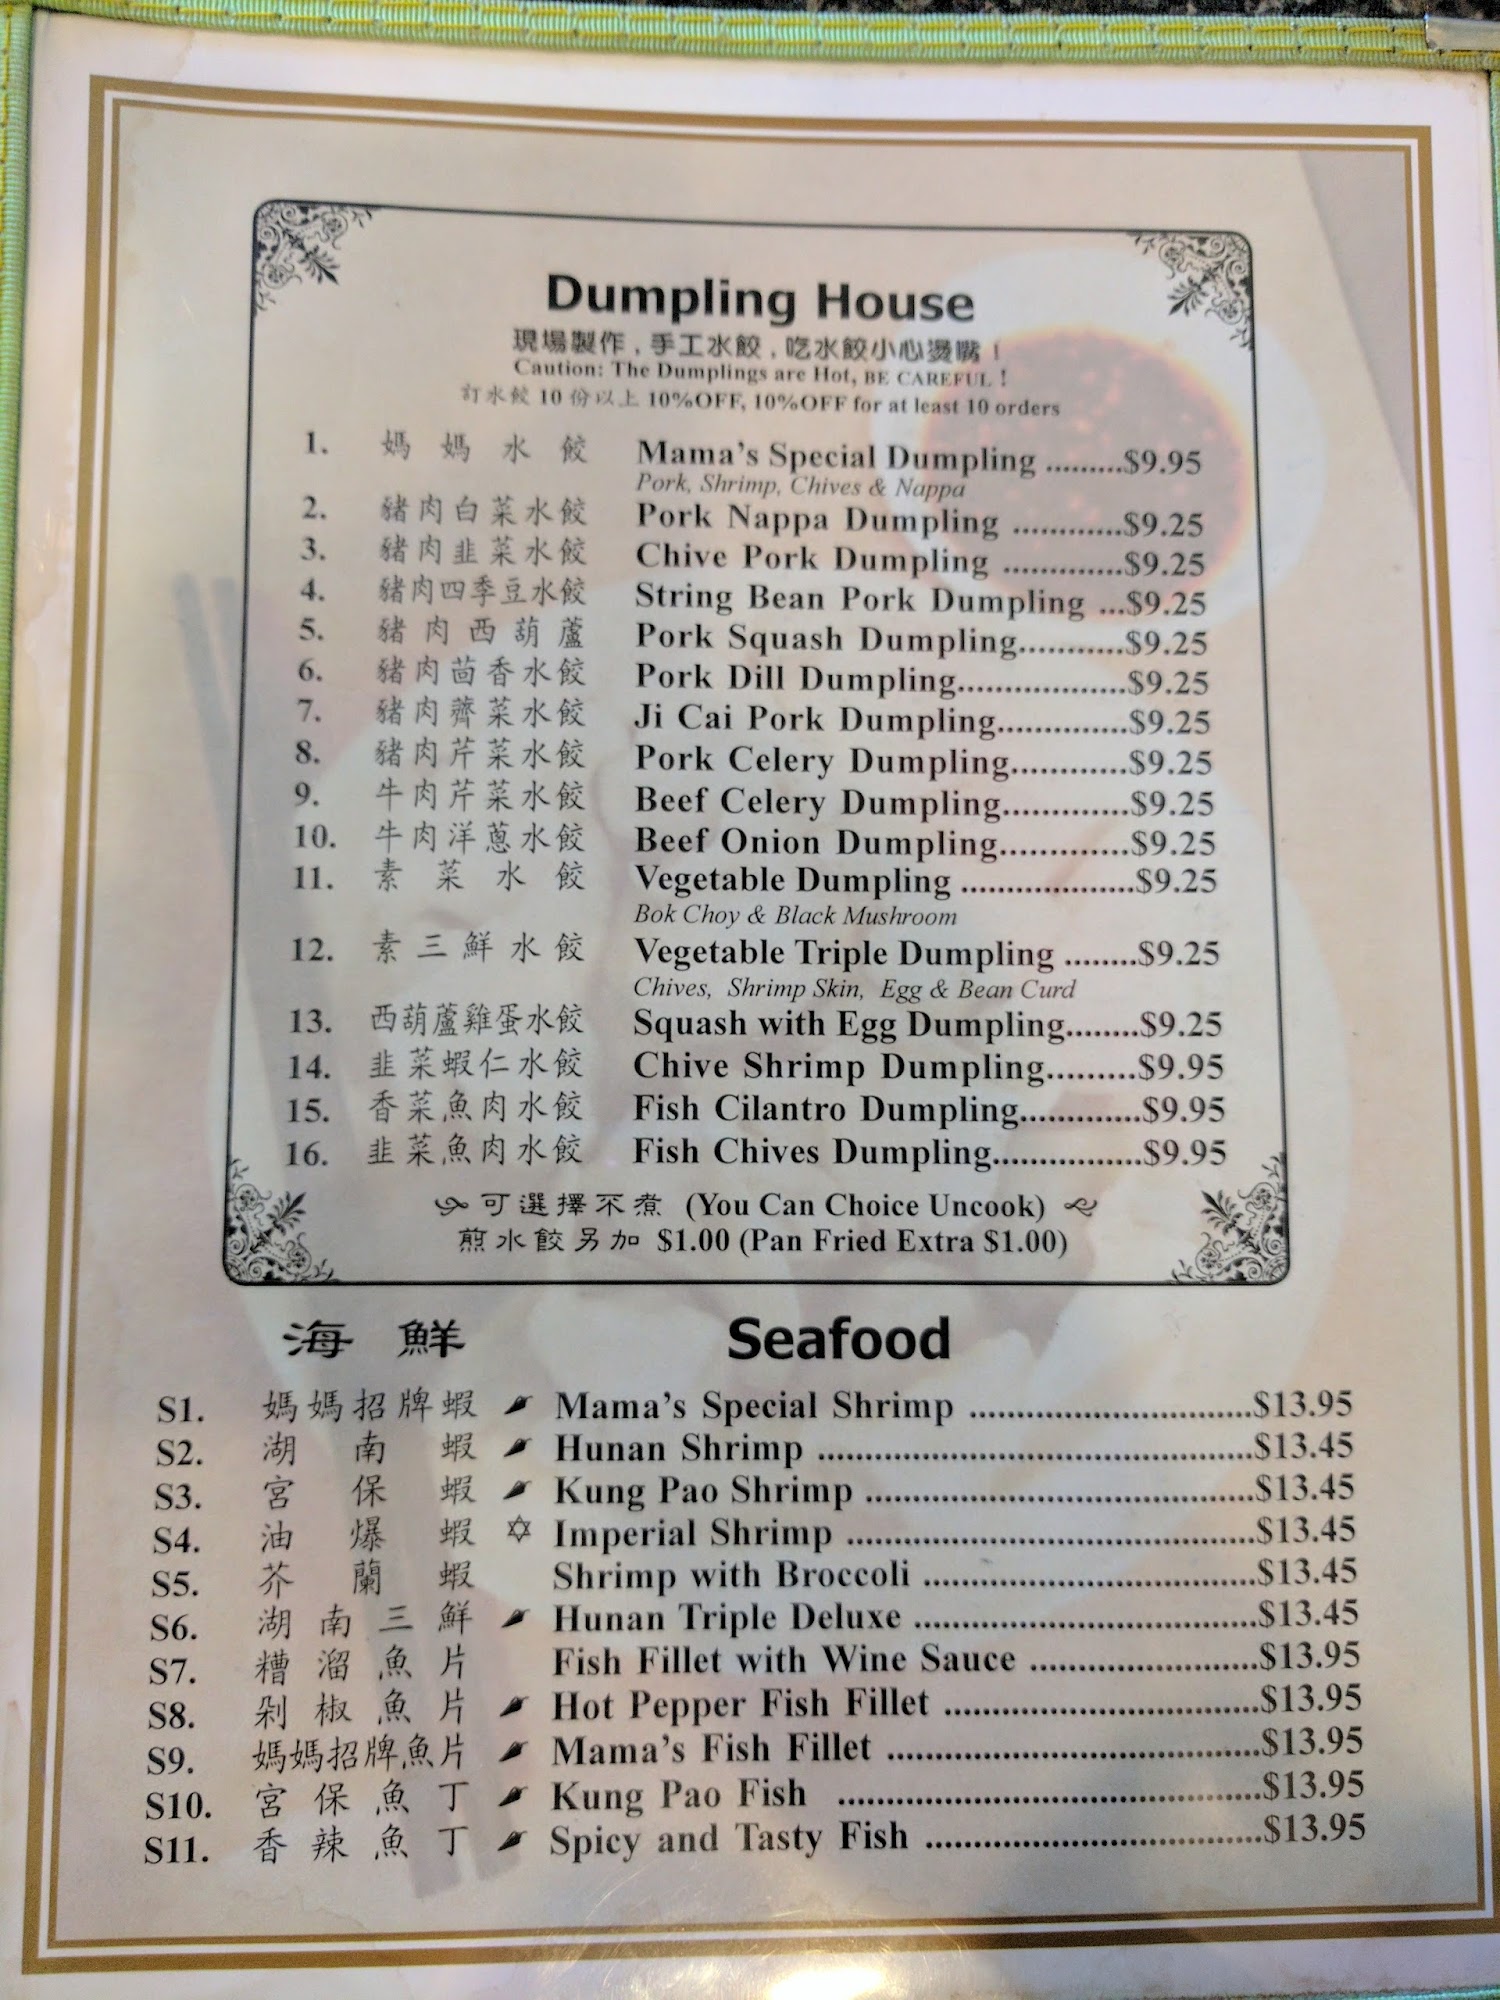 Dumpling House
現場製作，手工水餃，吃水餃小心燙嘴！
Caution: The Dumplings are Hot, BE CAREFUL !
訂水餃 10 份以上 10%OFF, 10%OFF for at least 10 orders
1. 媽媽水餃 Mama's Special Dumpling .........$9.95
Pork, Shrimp, Chives & Nappa
2. 豬肉白菜水餃 Pork Nappa Dumpling ............$9.25
3. 豬肉韭菜水餃 Chive Pork Dumpling .............$9.25
4. 豬肉四季豆水餃 String Bean Pork Dumpling ...$9.25
5. 豬肉西葫蘆 Pork Squash Dumpling............$9.25
6. 豬肉茴香水餃 Pork Dill Dumpling...................$9.25
7. 豬肉薺菜水餃 Ji Cai Pork Dumpling..............$9.25
8. 豬肉芹菜水餃 Pork Celery Dumpling.............$9.25
9. 牛肉芹菜水餃 Beef Celery Dumpling..............$9.25
10. 牛肉洋蔥水餃 Beef Onion Dumpling..............$9.25
11. 素菜水餃 Vegetable Dumpling ....................$9.25
Bok Choy & Black Mushroom
12. 素三鮮水餃 Vegetable Triple Dumpling ........$9.25
Chives, Shrimp Skin, Egg & Bean Curd
13. 西葫蘆雞蛋水餃 Squash with Egg Dumpling........$9.25
14. 韭菜蝦仁水餃 Chive Shrimp Dumpling..........$9.95
15. 香菜魚肉水餃 Fish Cilantro Dumpling.............$9.95
16. 韭菜魚肉水餃 Fish Chives Dumpling.................$9.95
可選擇不煮 (You Can Choice Uncook)
煎水餃另加 $1.00 (Pan Fried Extra $1.00)
海鮮 Seafood
S1. 媽媽招牌蝦 Mama's Special Shrimp ..............................$13.95
S2. 湖南蝦 Hunan Shrimp ..............................................$13.45
S3. 宮保蝦 Kung Pao Shrimp .........................................$13.45
S4. 油爆蝦 Imperial Shrimp ...........................................$13.45
S5. 芥蘭蝦 Shrimp with Broccoli ...................................$13.45
S6. 湖南三鮮 Hunan Triple Deluxe ....................................$13.45
S7. 糟溜魚片 Fish Fillet with Wine Sauce ........................$13.95
S8. 剁椒魚片 Hot Pepper Fish Fillet .................................$13.95
S9. 媽媽招牌魚片 Mama's Fish Fillet .......................................$13.95
S10. 宮保魚丁 Kung Pao Fish ............................................$13.95
S11. 香辣魚丁 Spicy and Tasty Fish ....................................$13.95